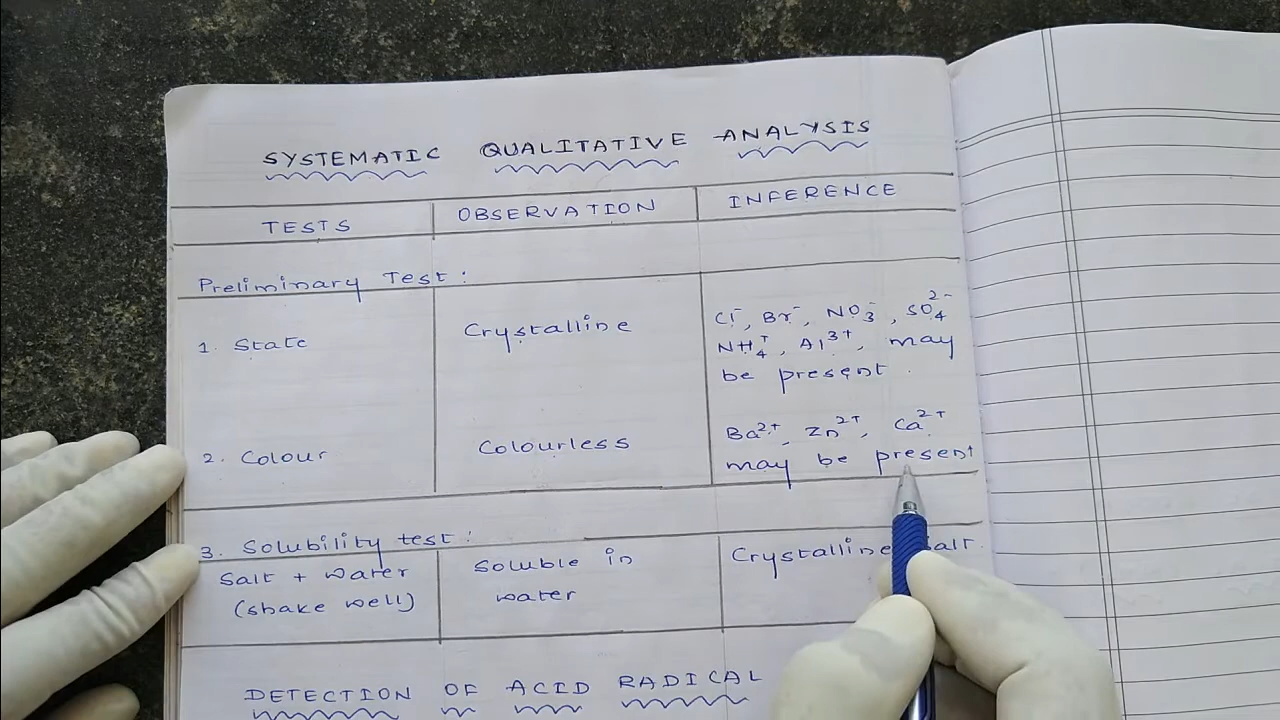 SYSTEMATIC QUALITATIVE ANALYSIS
TESTS OBSERVATION INFERENCE
Preliminary Test :
1. State Crystalline Cl⁻, Br⁻, NO₃⁻, SO₄²⁻
NH₄⁺, Al³⁺, may
be present .
2. Colour Colourless Ba²⁺, Zn²⁺, Ca²⁺
may be present
3. Solubility test :
Salt + water Soluble in Crystalline
(shake well) water
DETECTION OF ACID RADICAL